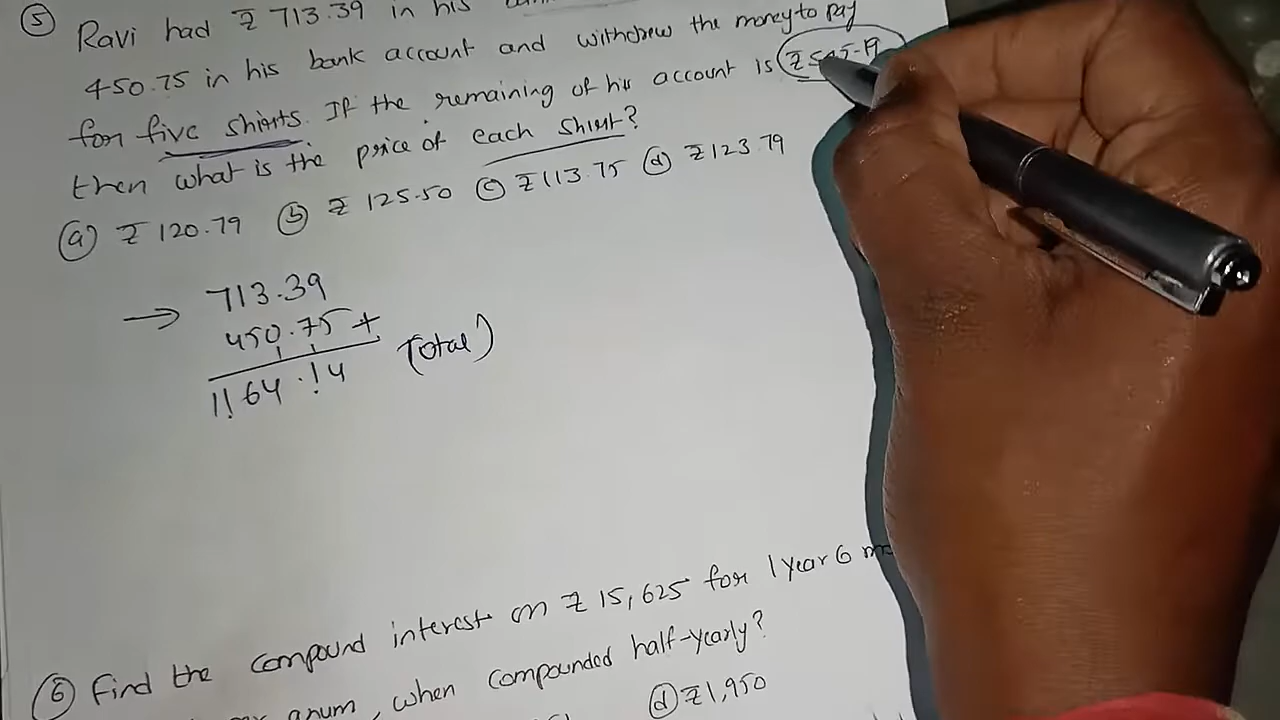 ⑤ Ravi had ₹ 713.39 in his
450.75 in his bank account and withdrew the money to pay
for five shirts. If the remaining of his account is
then what is the price of each shirt?
ⓐ ₹ 120.79 ⓑ ₹ 125.50 ⓒ ₹ 113.75 ⓓ ₹ 123.79
→ 713.39
450.75 +
1164.14 (Total)
⑥ Find the compound interest on ₹ 15,625 for 1 year 6
anum, when compounded half-yearly?
ⓓ ₹1,950